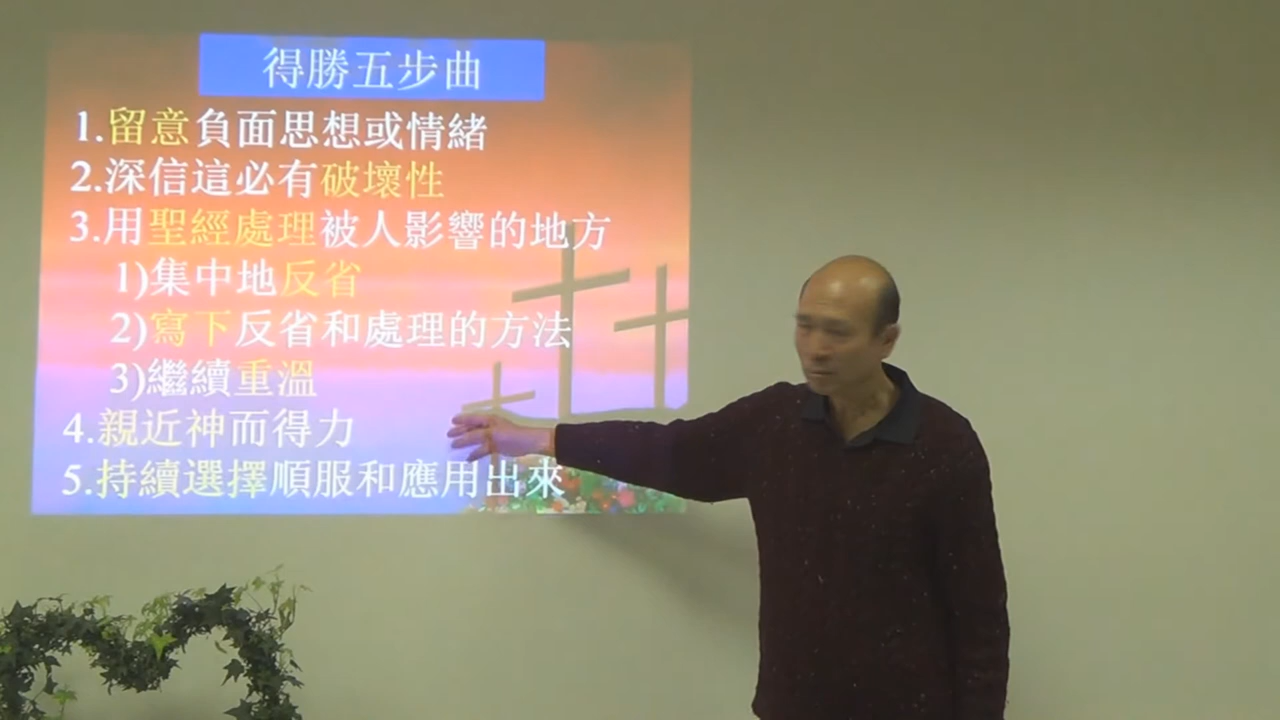 得勝五步曲
1.留意負面思想或情緒
2.深信這必有破壞性
3.用聖經處理被人影響的地方
1)集中地反省
2)寫下反省和處理的方法
3)繼續重溫
4.親近神而得力
5.持續選擇順服和應用出來